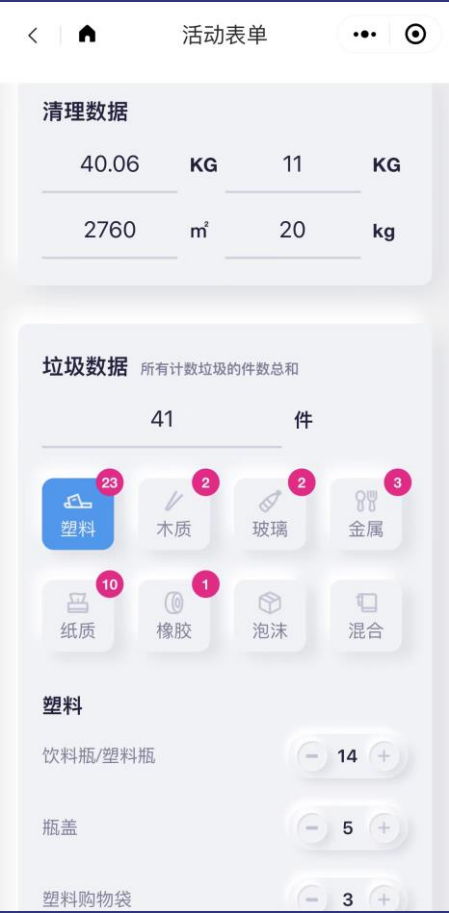 活动表单
清理数据
40.06 KG 11 KG
2760 ㎡ 20 kg
垃圾数据 所有计数垃圾的件数总和
41 件
23 2 2 3
塑料 木质 玻璃 金属
10 1
纸质 橡胶 泡沫 混合
塑料
饮料瓶/塑料瓶 － 14 +
瓶盖 － 5 +
塑料购物袋 － 3 +